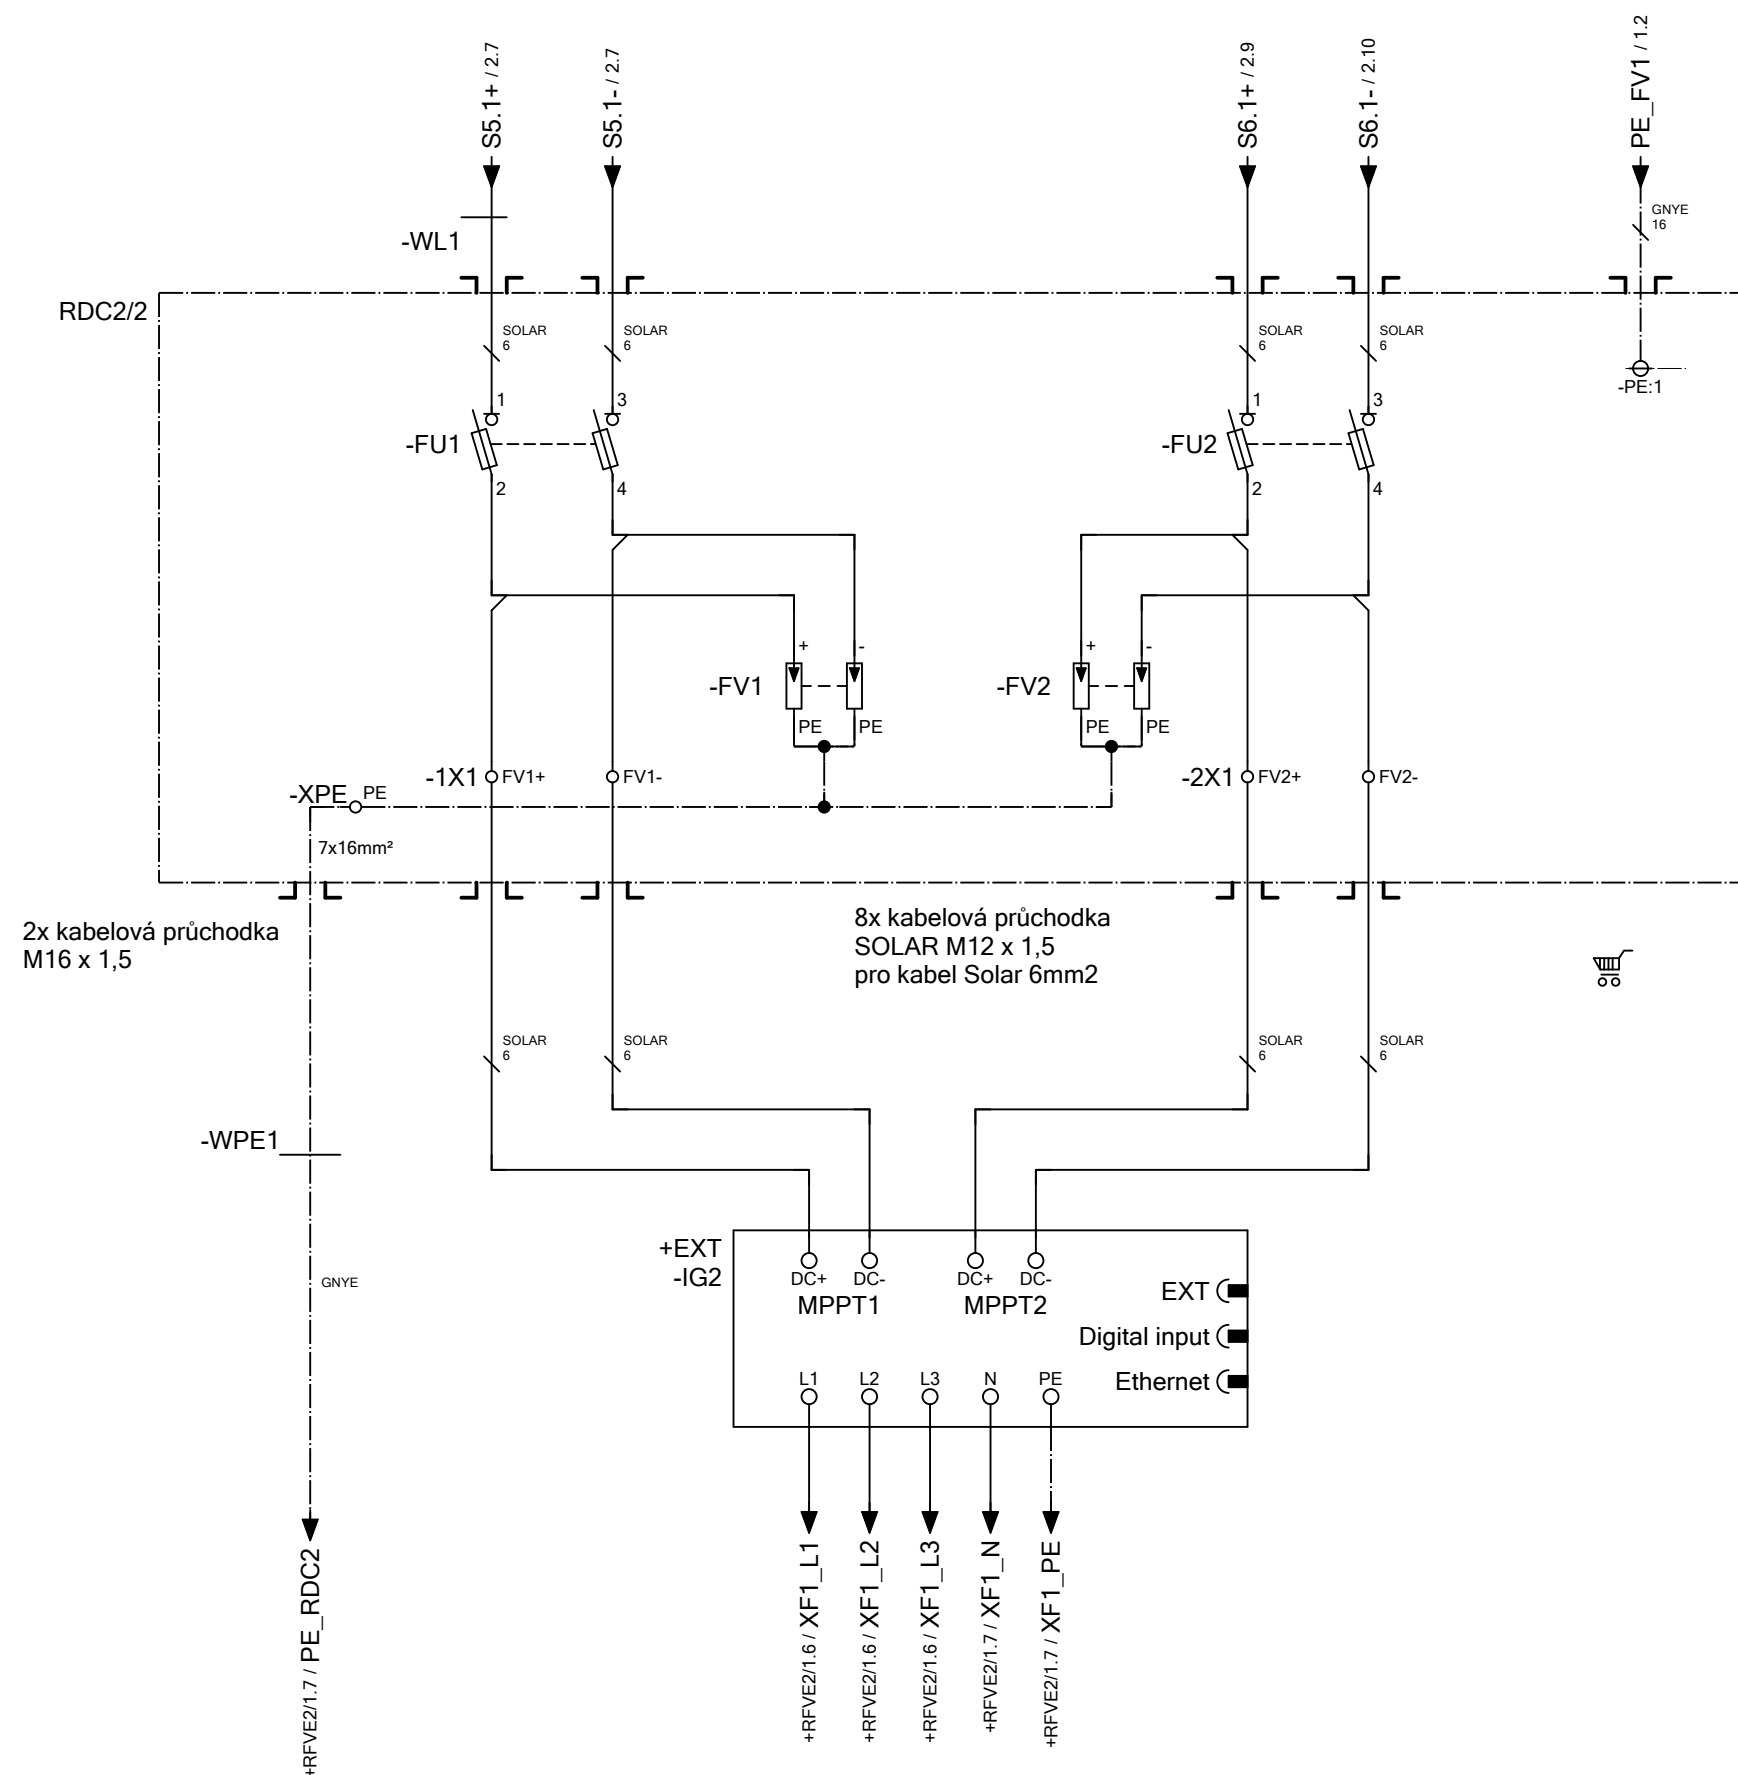 S5.1+ / 2.7
S5.1- / 2.7
S6.1+ / 2.9
S6.1- / 2.10
PE_FV1 / 1.2
GNYE
16
-WL1
RDC2/2
SOLAR
6
SOLAR
6
SOLAR
6
SOLAR
6
-PE:1
1
3
1
3
-FU1
-FU2
2
4
2
4
+
-
+
-
-FV1
-FV2
PE
PE
PE
PE
-1X1
FV1+
FV1-
-2X1
FV2+
FV2-
-XPE
PE
7x16mm²
2x kabelová průchodka
M16 x 1,5
8x kabelová průchodka
SOLAR M12 x 1,5
pro kabel Solar 6mm2
SOLAR
6
SOLAR
6
SOLAR
6
SOLAR
6
-WPE1
GNYE
+EXT
-IG2
DC+
DC-
DC+
DC-
MPPT1
MPPT2
EXT
Digital input
Ethernet
L1
L2
L3
N
PE
+RFVE2/1.7 / PE_RDC2
+RFVE2/1.6 / XF1_L1
+RFVE2/1.6 / XF1_L2
+RFVE2/1.6 / XF1_L3
+RFVE2/1.7 / XF1_N
+RFVE2/1.7 / XF1_PE